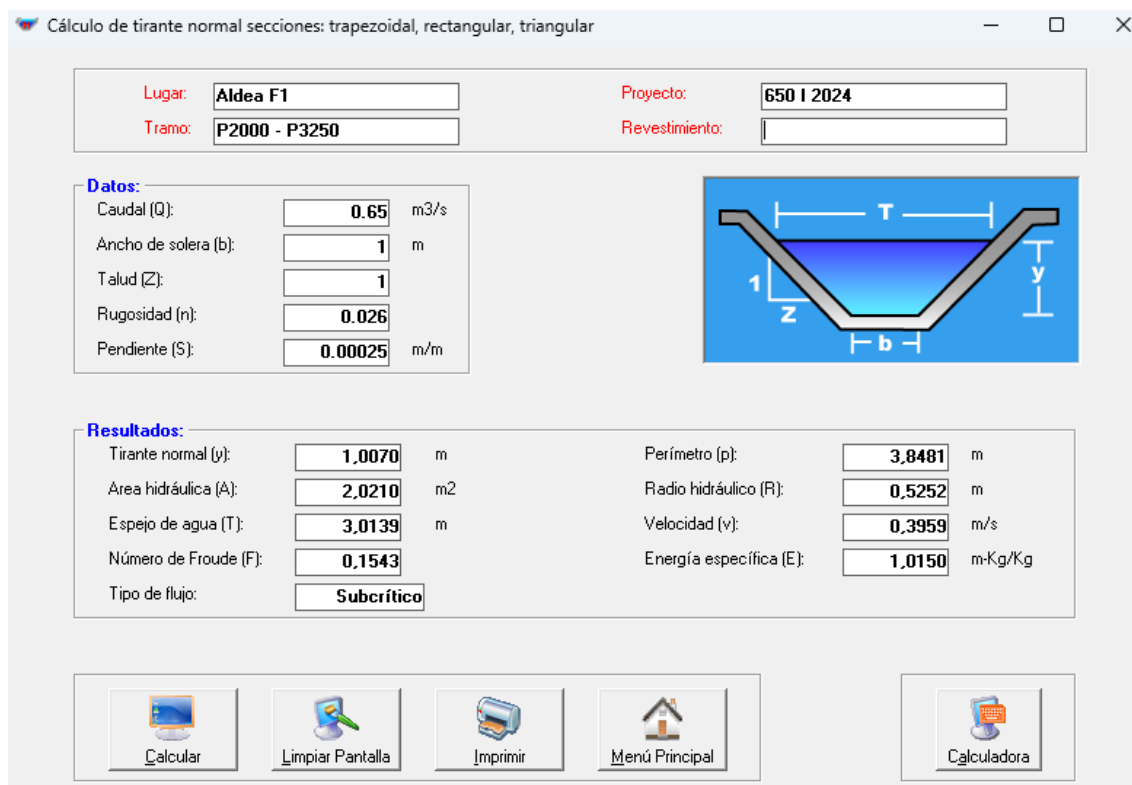 Cálculo de tirante normal secciones: trapezoidal, rectangular, triangular
Lugar: Aldea F1 Proyecto: 650 I 2024
Tramo: P2000 - P3250 Revestimiento:
Datos:
Caudal (Q): 0.65 m3/s
Ancho de solera (b): 1 m
Talud (Z): 1
Rugosidad (n): 0.026
Pendiente (S): 0.00025 m/m
T
y
1
Z
b
Resultados:
Tirante normal (y): 1,0070 m Perímetro (p): 3,8481 m
Area hidráulica (A): 2,0210 m2 Radio hidráulico (R): 0,5252 m
Espejo de agua (T): 3,0139 m Velocidad (v): 0,3959 m/s
Número de Froude (F): 0,1543 Energía específica (E): 1,0150 m-Kg/Kg
Tipo de flujo: Subcrítico
Calcular Limpiar Pantalla Imprimir Menú Principal Calculadora